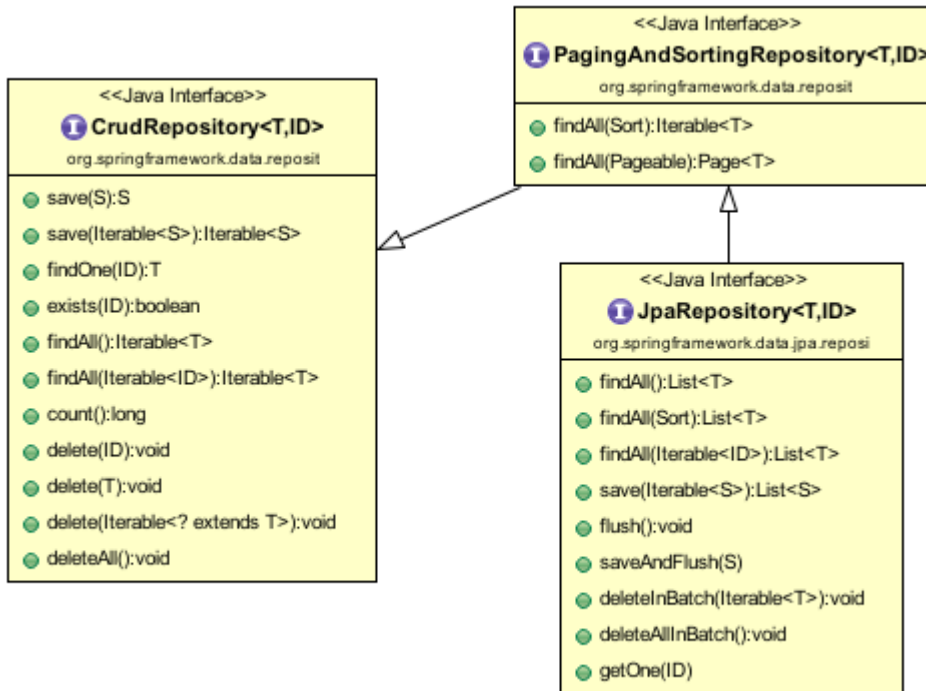 <<Java Interface>>
CrudRepository<T,ID>
org.springframework.data.reposit
save(S):S
save(Iterable<S>):Iterable<S>
findOne(ID):T
exists(ID):boolean
findAll():Iterable<T>
findAll(Iterable<ID>):Iterable<T>
count():long
delete(ID):void
delete(T):void
delete(Iterable<? extends T>):void
deleteAll():void
<<Java Interface>>
PagingAndSortingRepository<T,ID>
org.springframework.data.reposit
findAll(Sort):Iterable<T>
findAll(Pageable):Page<T>
<<Java Interface>>
JpaRepository<T,ID>
org.springframework.data.jpa.reposi
findAll():List<T>
findAll(Sort):List<T>
findAll(Iterable<ID>):List<T>
save(Iterable<S>):List<S>
flush():void
saveAndFlush(S)
deleteInBatch(Iterable<T>):void
deleteAllInBatch():void
getOne(ID)